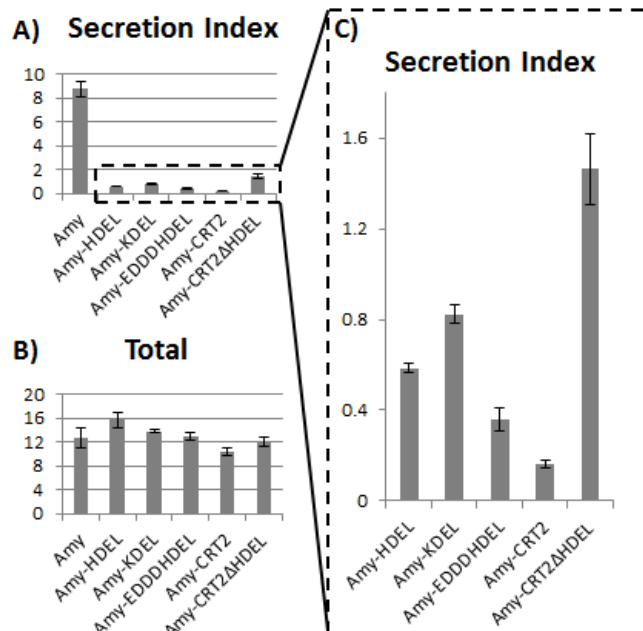 A) Secretion Index
10
8
6
4
2
0
Amy
Amy-HDEL
Amy-KDEL
Amy-EDDDHDEL
Amy-CRT2
Amy-CRT2ΔHDEL
B) Total
20
16
12
8
4
0
Amy
Amy-HDEL
Amy-KDEL
Amy-EDDDHDEL
Amy-CRT2
Amy-CRT2ΔHDEL
C)
Secretion Index
1.6
1.2
0.8
0.4
0
Amy-HDEL
Amy-KDEL
Amy-EDDDHDEL
Amy-CRT2
Amy-CRT2ΔHDEL